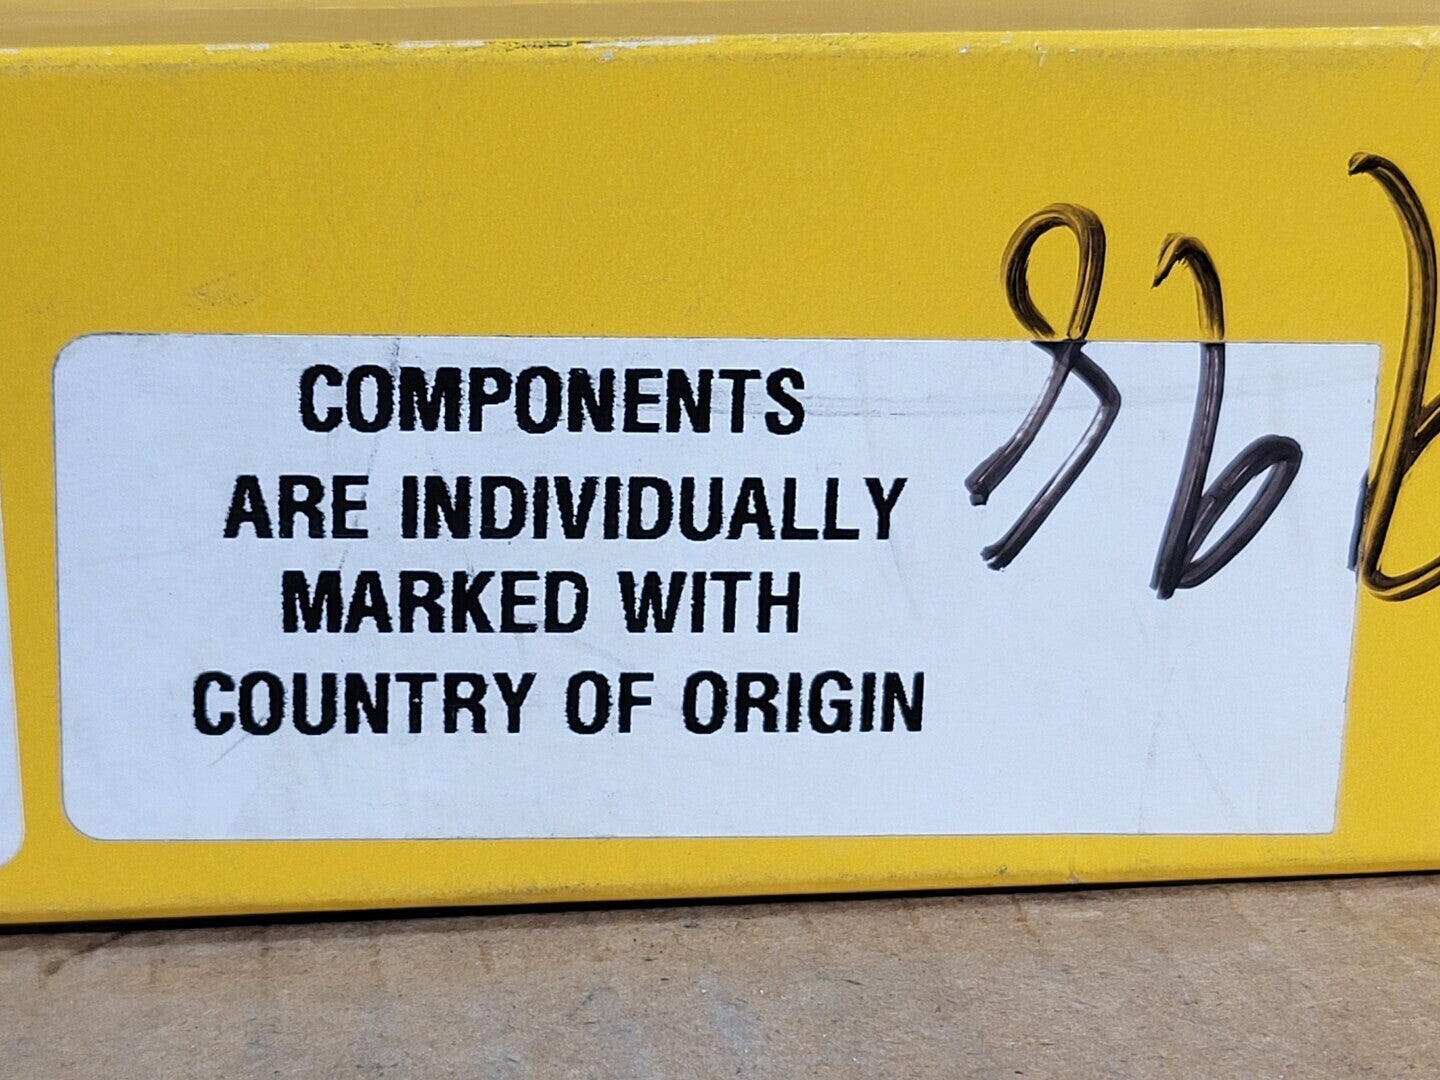 COMPONENTS
ARE INDIVIDUALLY
MARKED WITH
COUNTRY OF ORIGIN